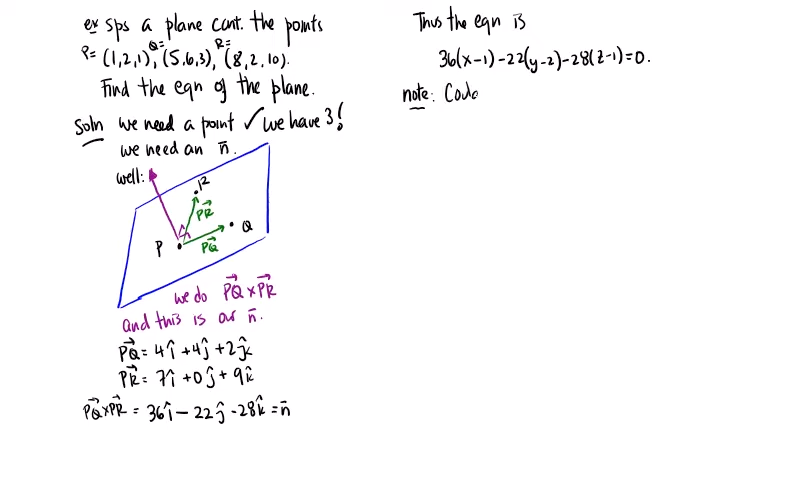 ex sps a plane cont. the points
P= (1,2,1), Q= (5,6,3), R= (8,2,10).
Find the eqn of the plane.
Soln we need a point ✓ we have 3!
we need an n̄.
well:
R
PR→
Q
P
PQ→
we do PQ→ × PR→
and this is our n̄.
PQ→ = 4î + 4ĵ + 2k̂
PR→ = 7î + 0ĵ + 9k̂
PQ→ × PR→ = 36î − 22ĵ − 28k̂ = n̄
Thus the eqn is
36(x−1) −22(y−2) −28(z−1) = 0.
note: Could